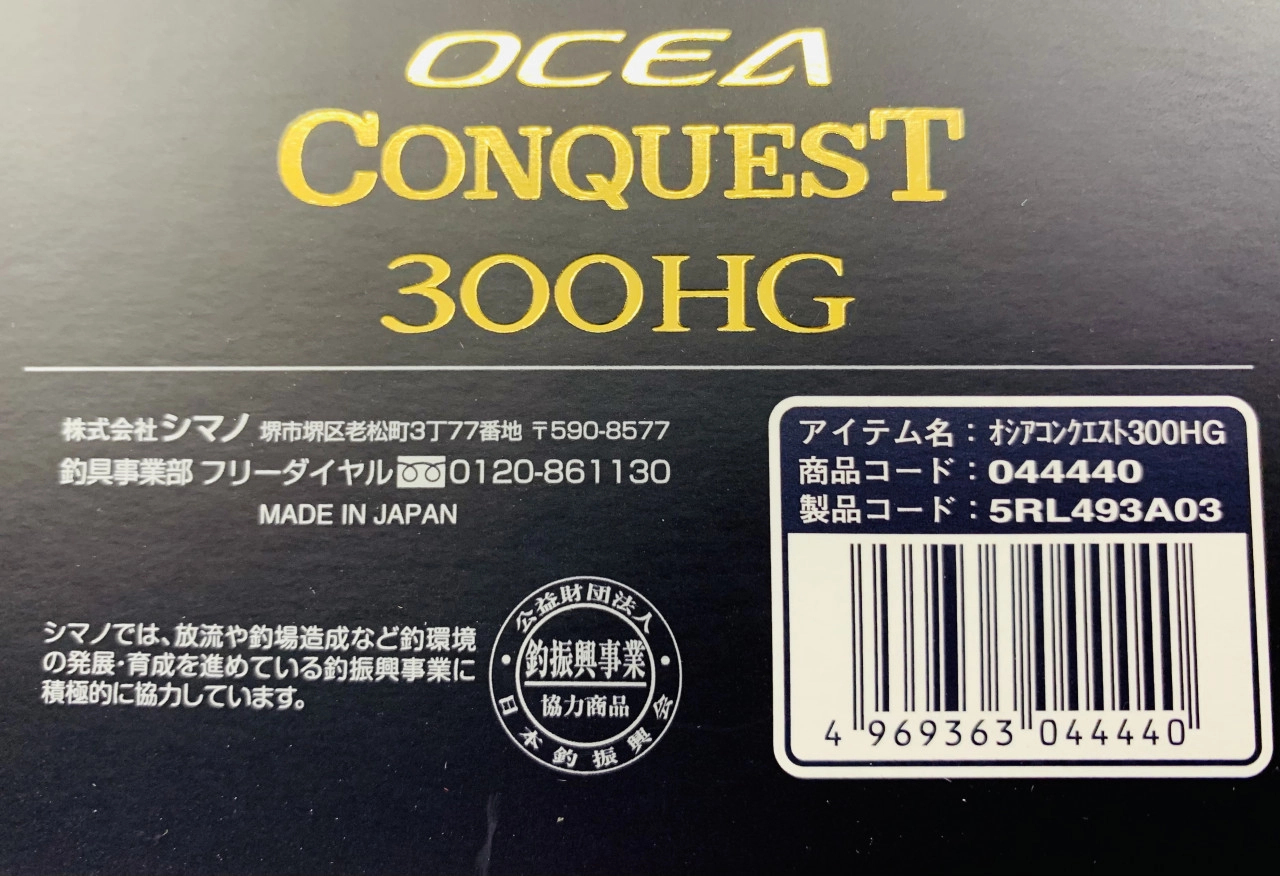 OCEA
CONQUEST
300HG
株式会社シマノ 堺市堺区老松町3丁77番地 〒590-8577
釣具事業部 フリーダイヤル 0120-861130
MADE IN JAPAN
シマノでは、放流や釣場造成など釣環境
の発展・育成を進めている釣振興事業に
積極的に協力しています。
公益財団法人
釣振興事業
協力商品
日本釣振興会
アイテム名：ｵｼｱｺﾝｸｴｽﾄ300HG
商品コード：044440
製品コード：5RL493A03
4 969363 044440